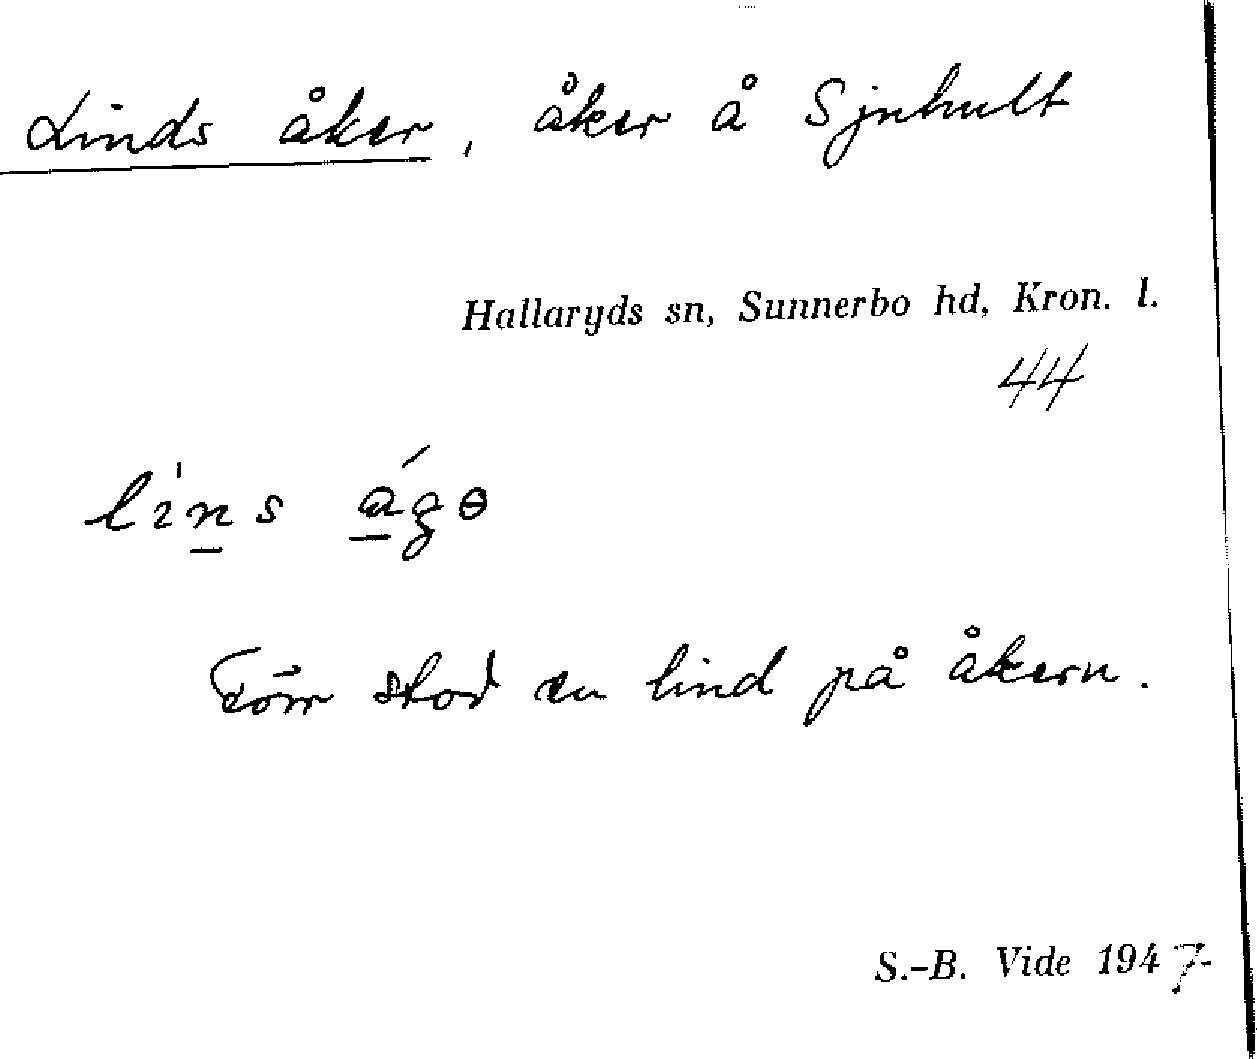 Linds åker, åker å Sjnhult
Hallaryds sn, Sunnerbo hd, Kron. l.
44
lins ágɵ
Förr stod en lind på åkern.
S.-B. Vide 1947